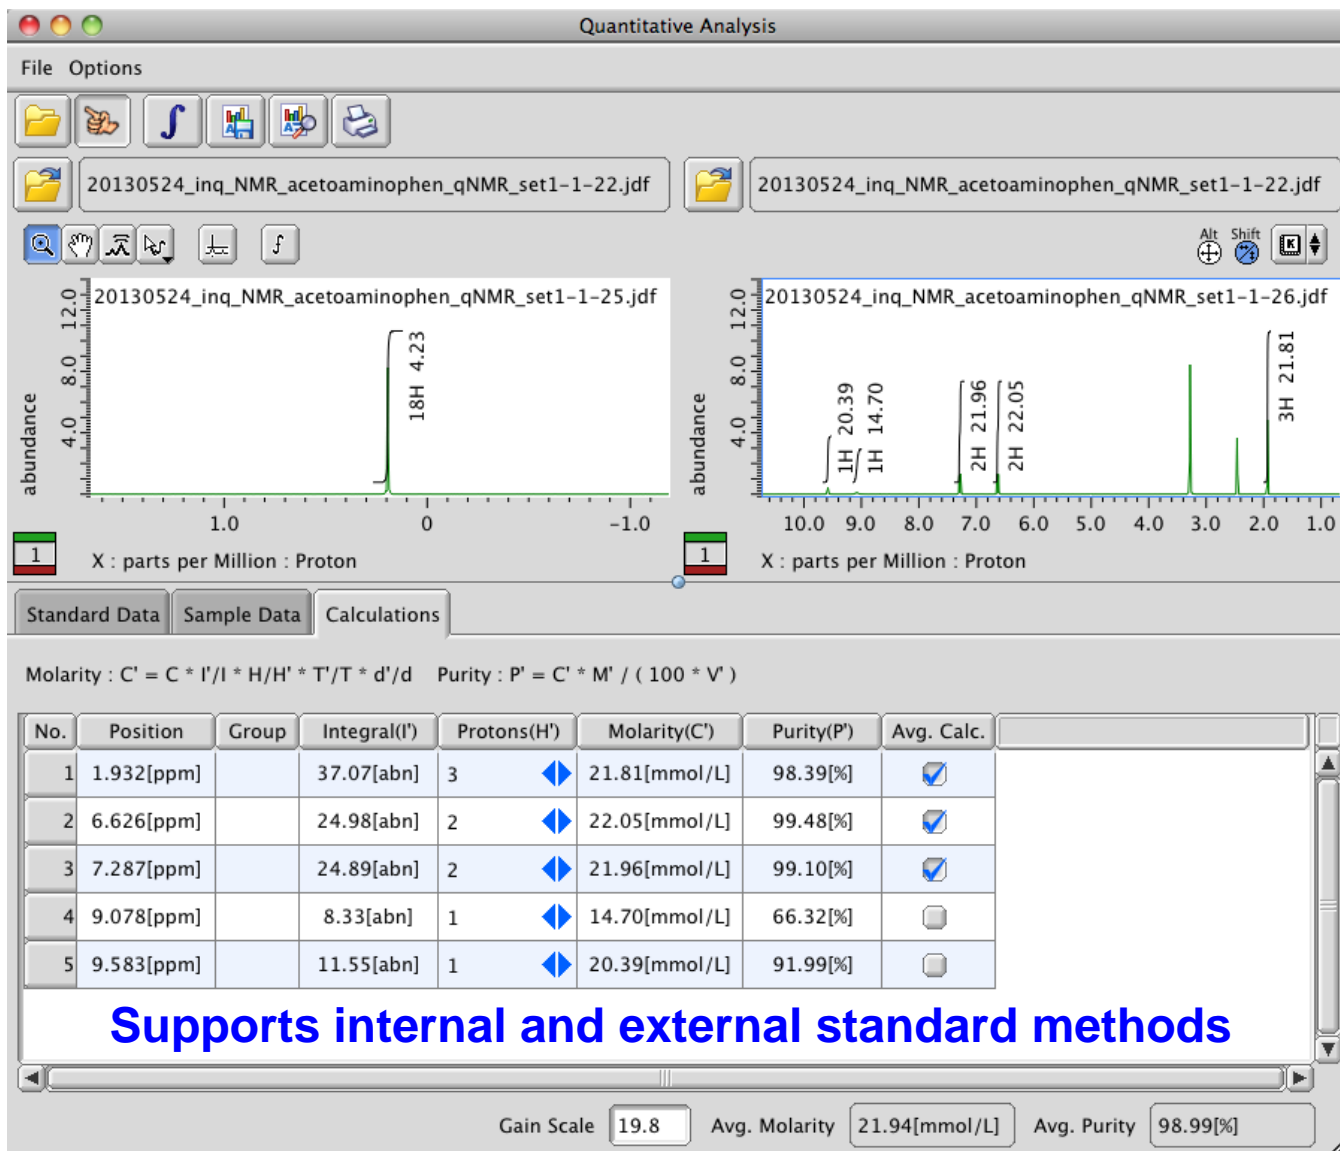 Quantitative Analysis
File Options
20130524_inq_NMR_acetoaminophen_qNMR_set1-1-22.jdf
20130524_inq_NMR_acetoaminophen_qNMR_set1-1-22.jdf
Alt Shift K
20130524_inq_NMR_acetoaminophen_qNMR_set1-1-25.jdf
abundance
4.0 8.0 12.0
18H 4.23
1.0 0 -1.0
1
X : parts per Million : Proton
20130524_inq_NMR_acetoaminophen_qNMR_set1-1-26.jdf
abundance
4.0 8.0 12.0
1H 20.39
1H 14.70
2H 21.96
2H 22.05
3H 21.81
10.0 9.0 8.0 7.0 6.0 5.0 4.0 3.0 2.0 1.0
1
X : parts per Million : Proton
Standard Data Sample Data Calculations
Molarity : C' = C * I'/I * H/H' * T'/T * d'/d Purity : P' = C' * M' / ( 100 * V' )
No. Position Group Integral(I') Protons(H') Molarity(C') Purity(P') Avg. Calc.
1 1.932[ppm] 37.07[abn] 3 21.81[mmol/L] 98.39[%]
2 6.626[ppm] 24.98[abn] 2 22.05[mmol/L] 99.48[%]
3 7.287[ppm] 24.89[abn] 2 21.96[mmol/L] 99.10[%]
4 9.078[ppm] 8.33[abn] 1 14.70[mmol/L] 66.32[%]
5 9.583[ppm] 11.55[abn] 1 20.39[mmol/L] 91.99[%]
Supports internal and external standard methods
Gain Scale 19.8 Avg. Molarity 21.94[mmol/L] Avg. Purity 98.99[%]